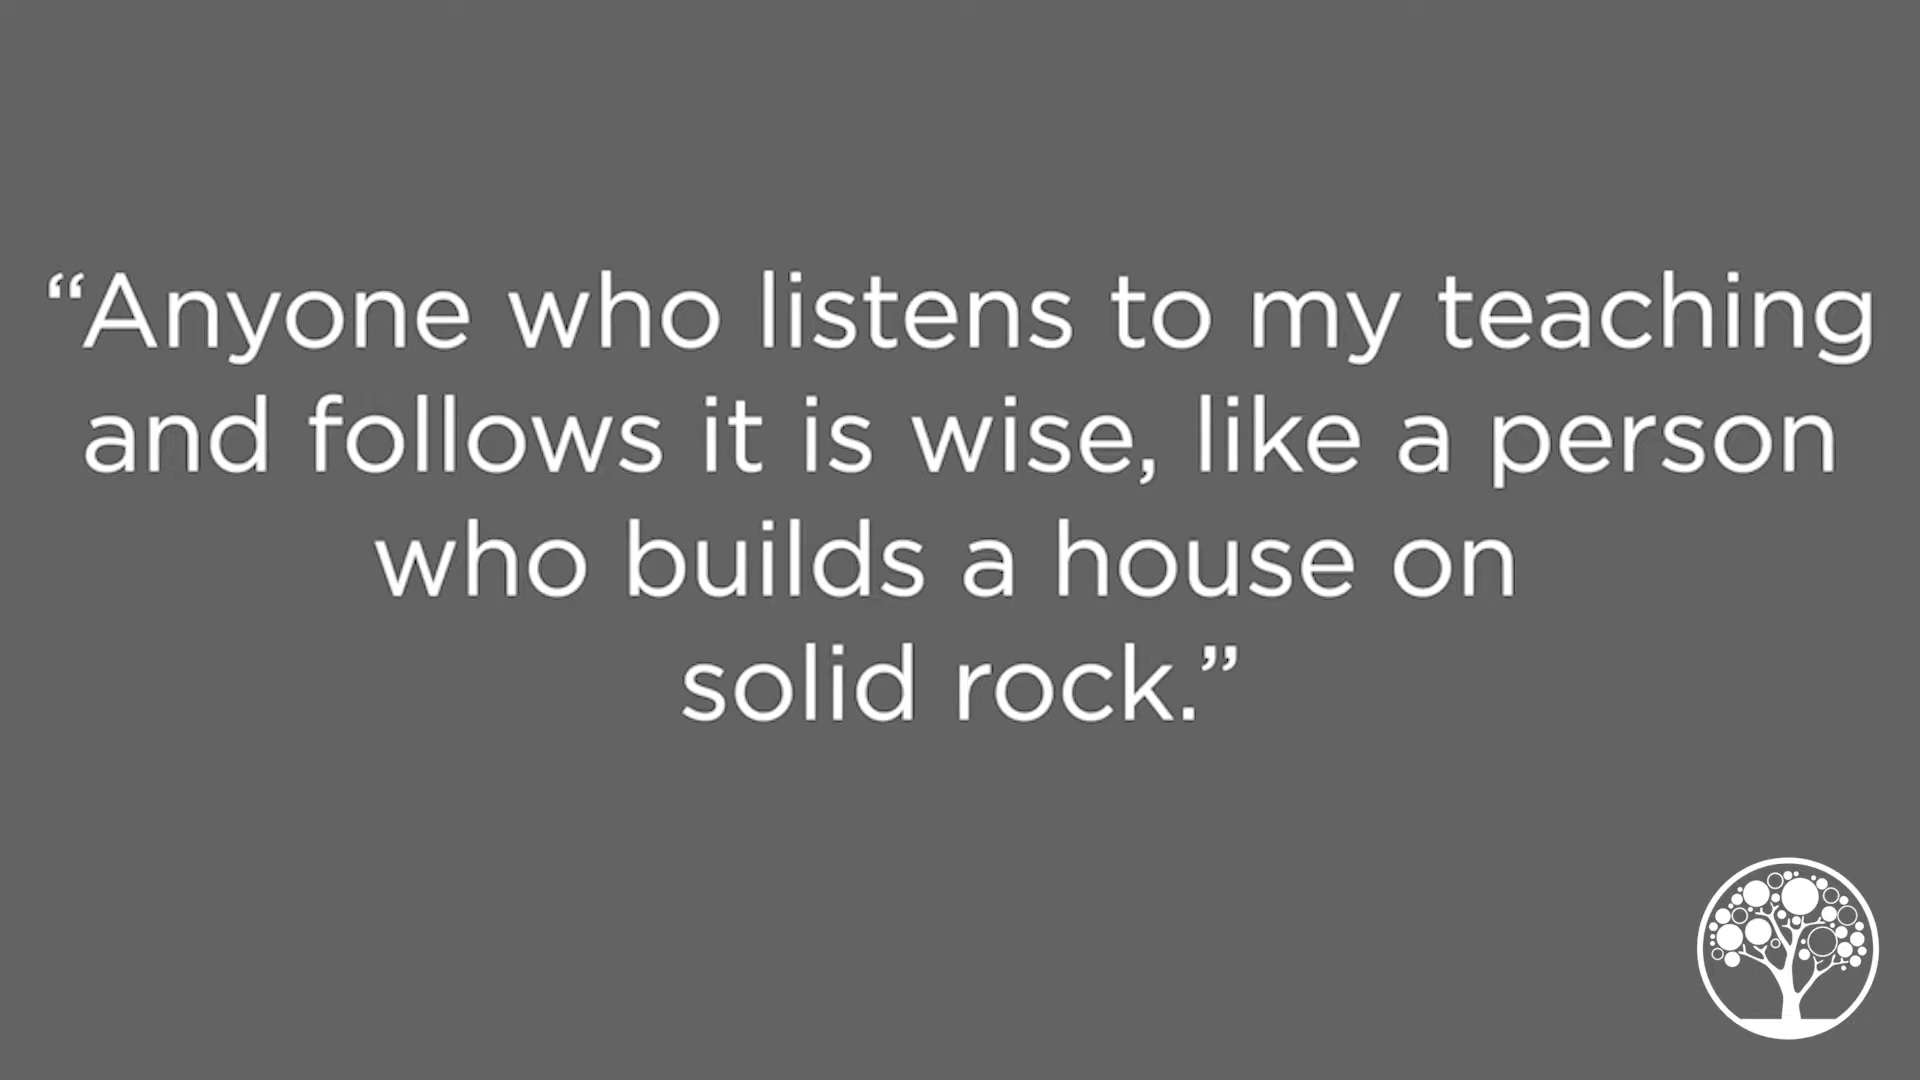 “Anyone who listens to my teaching
and follows it is wise, like a person
who builds a house on
solid rock.”